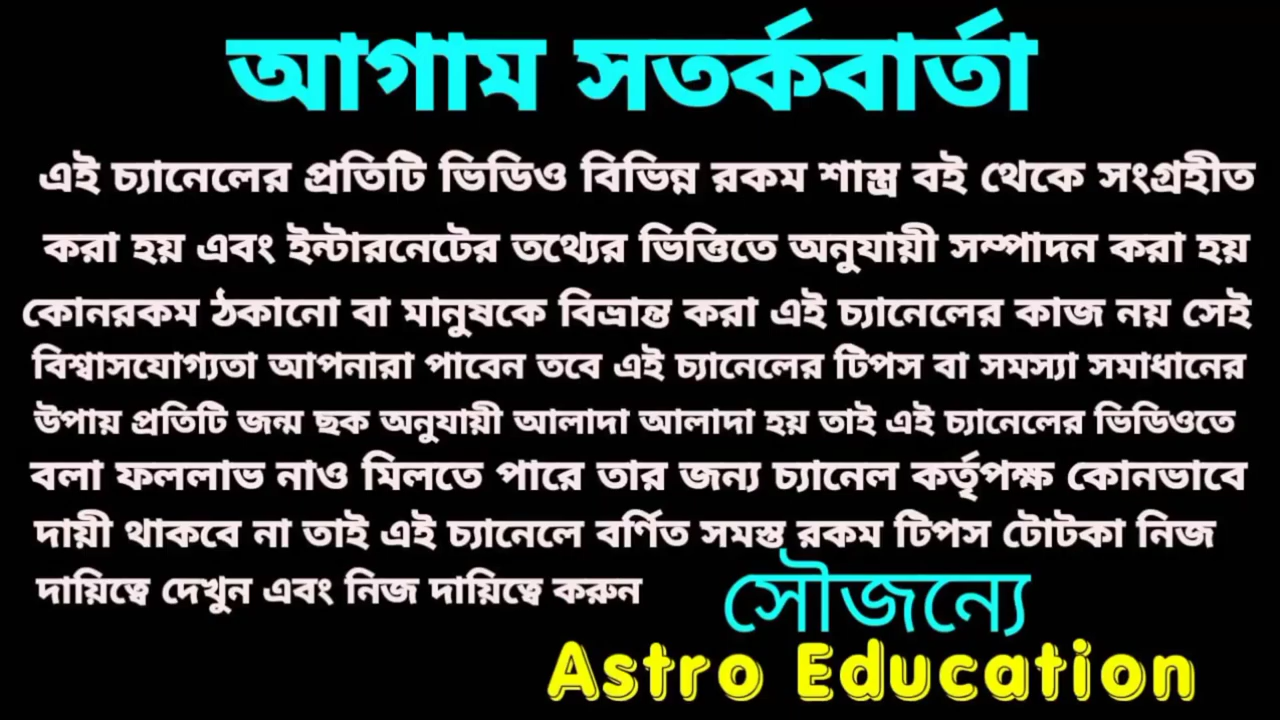 আগাম সতর্কবার্তা
এই চ্যানেলের প্রতিটি ভিডিও বিভিন্ন রকম শাস্ত্র বই থেকে সংগ্রহীত
করা হয় এবং ইন্টারনেটের তথ্যের ভিত্তিতে অনুযায়ী সম্পাদন করা হয়
কোনরকম ঠকানো বা মানুষকে বিভ্রান্ত করা এই চ্যানেলের কাজ নয় সেই
বিশ্বাসযোগ্যতা আপনারা পাবেন তবে এই চ্যানেলের টিপস বা সমস্যা সমাধানের
উপায় প্রতিটি জন্ম ছক অনুযায়ী আলাদা আলাদা হয় তাই এই চ্যানেলের ভিডিওতে
বলা ফললাভ নাও মিলতে পারে তার জন্য চ্যানেল কর্তৃপক্ষ কোনভাবে
দায়ী থাকবে না তাই এই চ্যানেলে বর্ণিত সমস্ত রকম টিপস টোটকা নিজ
দায়িত্বে দেখুন এবং নিজ দায়িত্বে করুন
সৌজন্যে
Astro Education